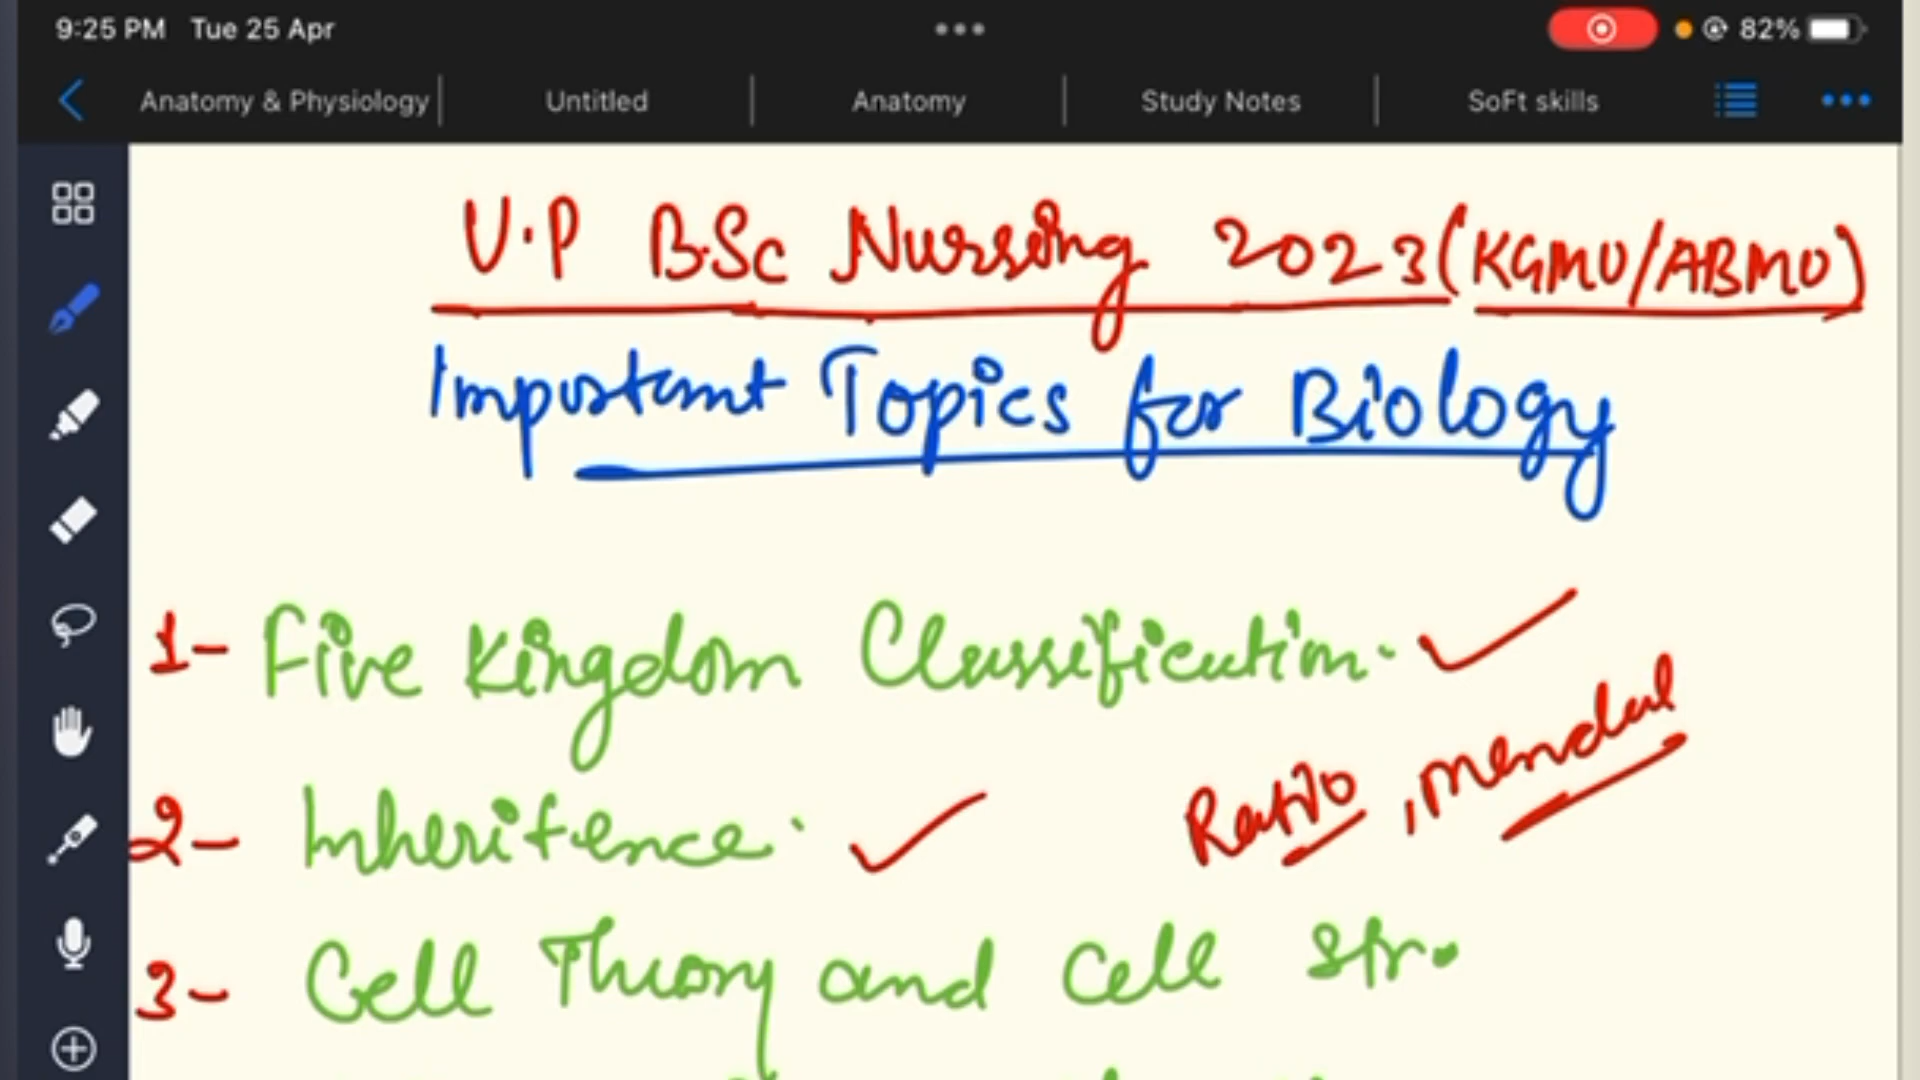 9:25 PM Tue 25 Apr 82%
Anatomy & Physiology Untitled Anatomy Study Notes SoFt skills
U.P B.Sc Nursing 2023 (KGMU/ABMU)
Important Topics for Biology
1- Five Kingdom Classification.
Ratio, mendal
2- Inheritence.
3- Cell Theory and Cell Str.